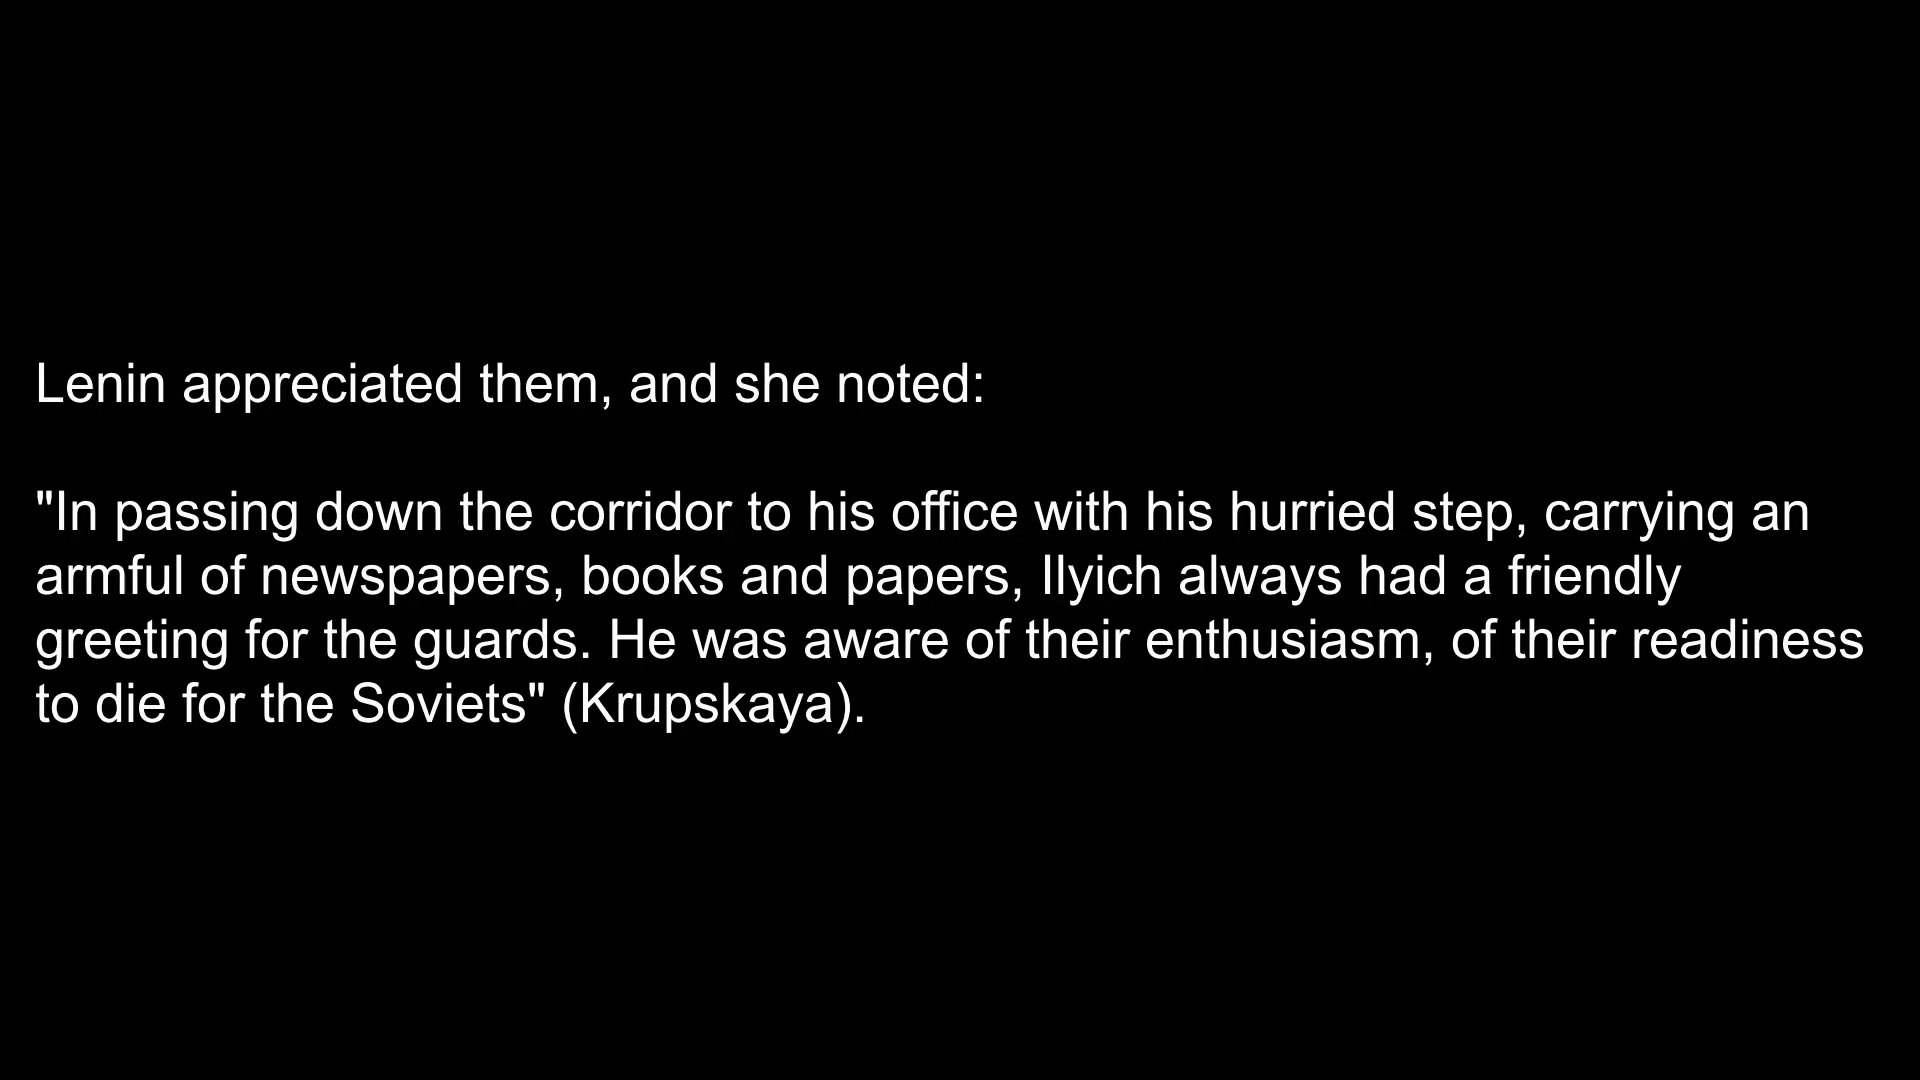 Lenin appreciated them, and she noted:
"In passing down the corridor to his office with his hurried step, carrying an
armful of newspapers, books and papers, Ilyich always had a friendly
greeting for the guards. He was aware of their enthusiasm, of their readiness
to die for the Soviets" (Krupskaya).